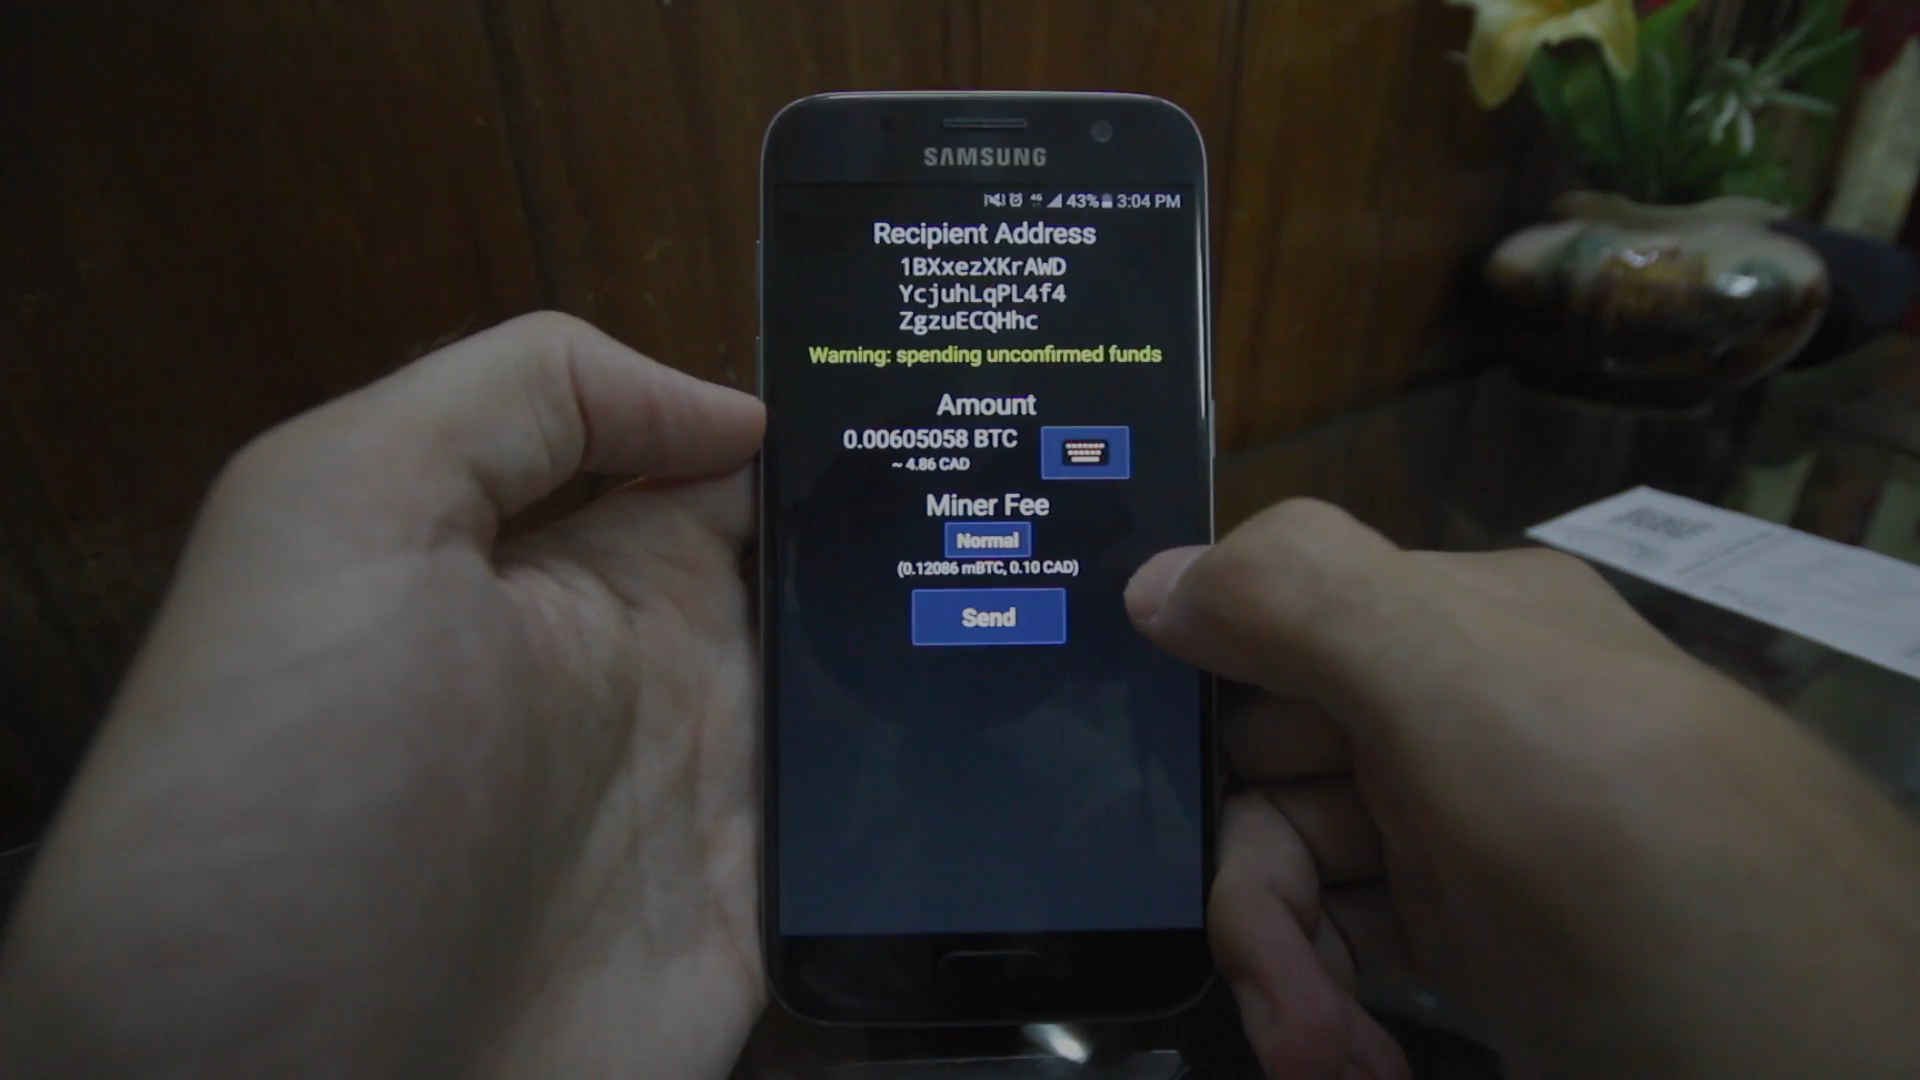 SAMSUNG
4G 43% 3:04 PM
Recipient Address
1BXxezXKrAWD
YcjuhLqPL4f4
ZgzuECQHhc
Warning: spending unconfirmed funds
Amount
0.00605058 BTC
~ 4.86 CAD
Miner Fee
Normal
(0.12086 mBTC, 0.10 CAD)
Send